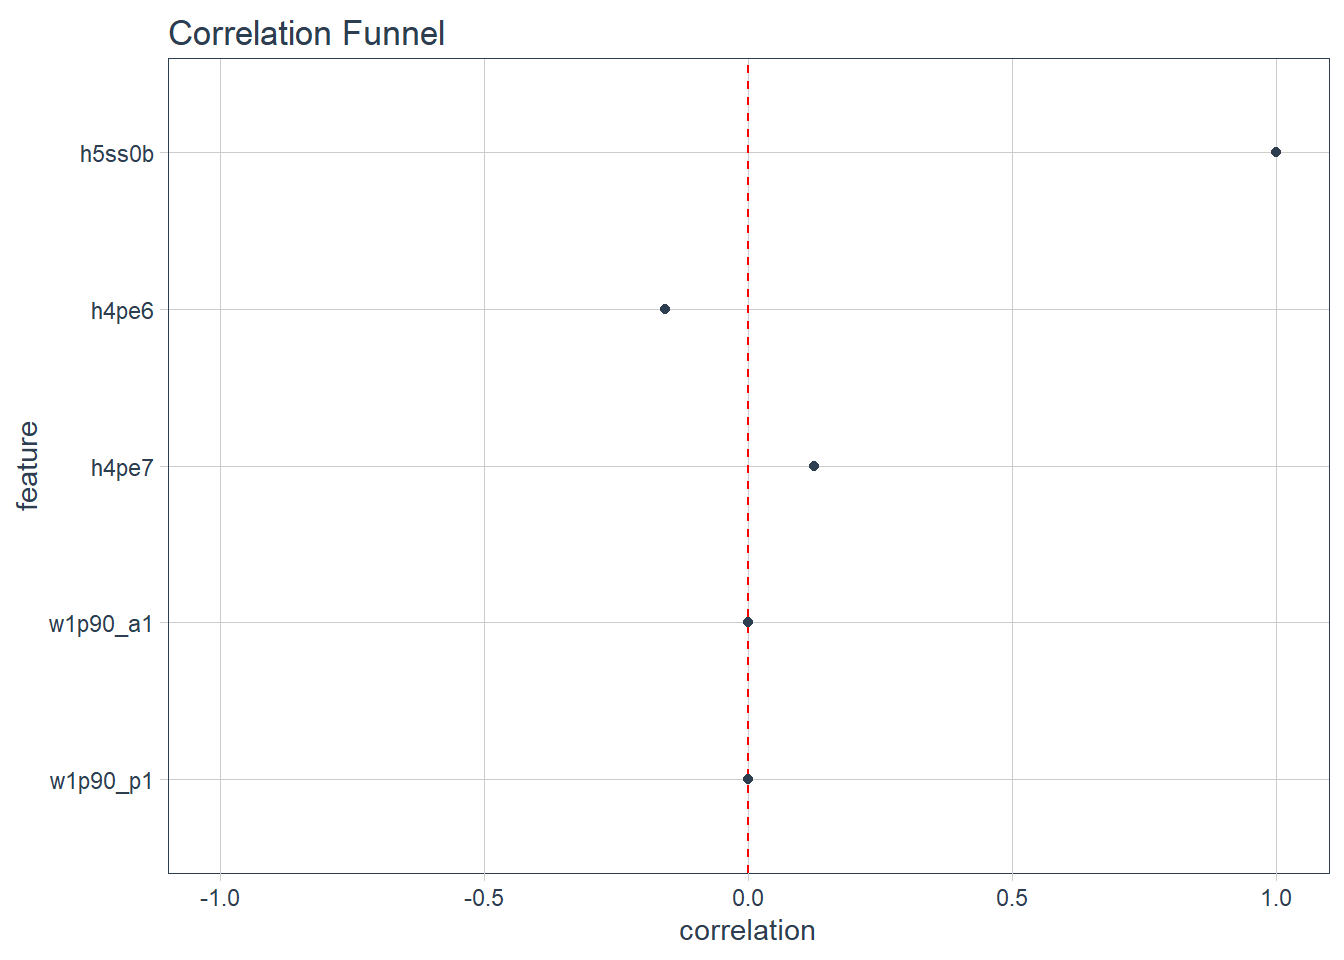 Correlation Funnel
h5ss0b
h4pe6
h4pe7
w1p90_a1
w1p90_p1
feature
-1.0 -0.5 0.0 0.5 1.0
correlation